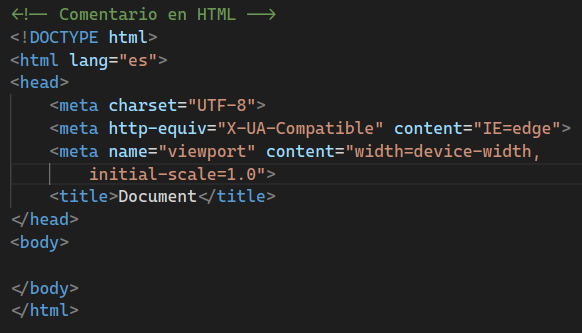 <!-- Comentario en HTML -->
<!DOCTYPE html>
<html lang="es">
<head>
    <meta charset="UTF-8">
    <meta http-equiv="X-UA-Compatible" content="IE=edge">
    <meta name="viewport" content="width=device-width,
        initial-scale=1.0">
    <title>Document</title>
</head>
<body>

</body>
</html>